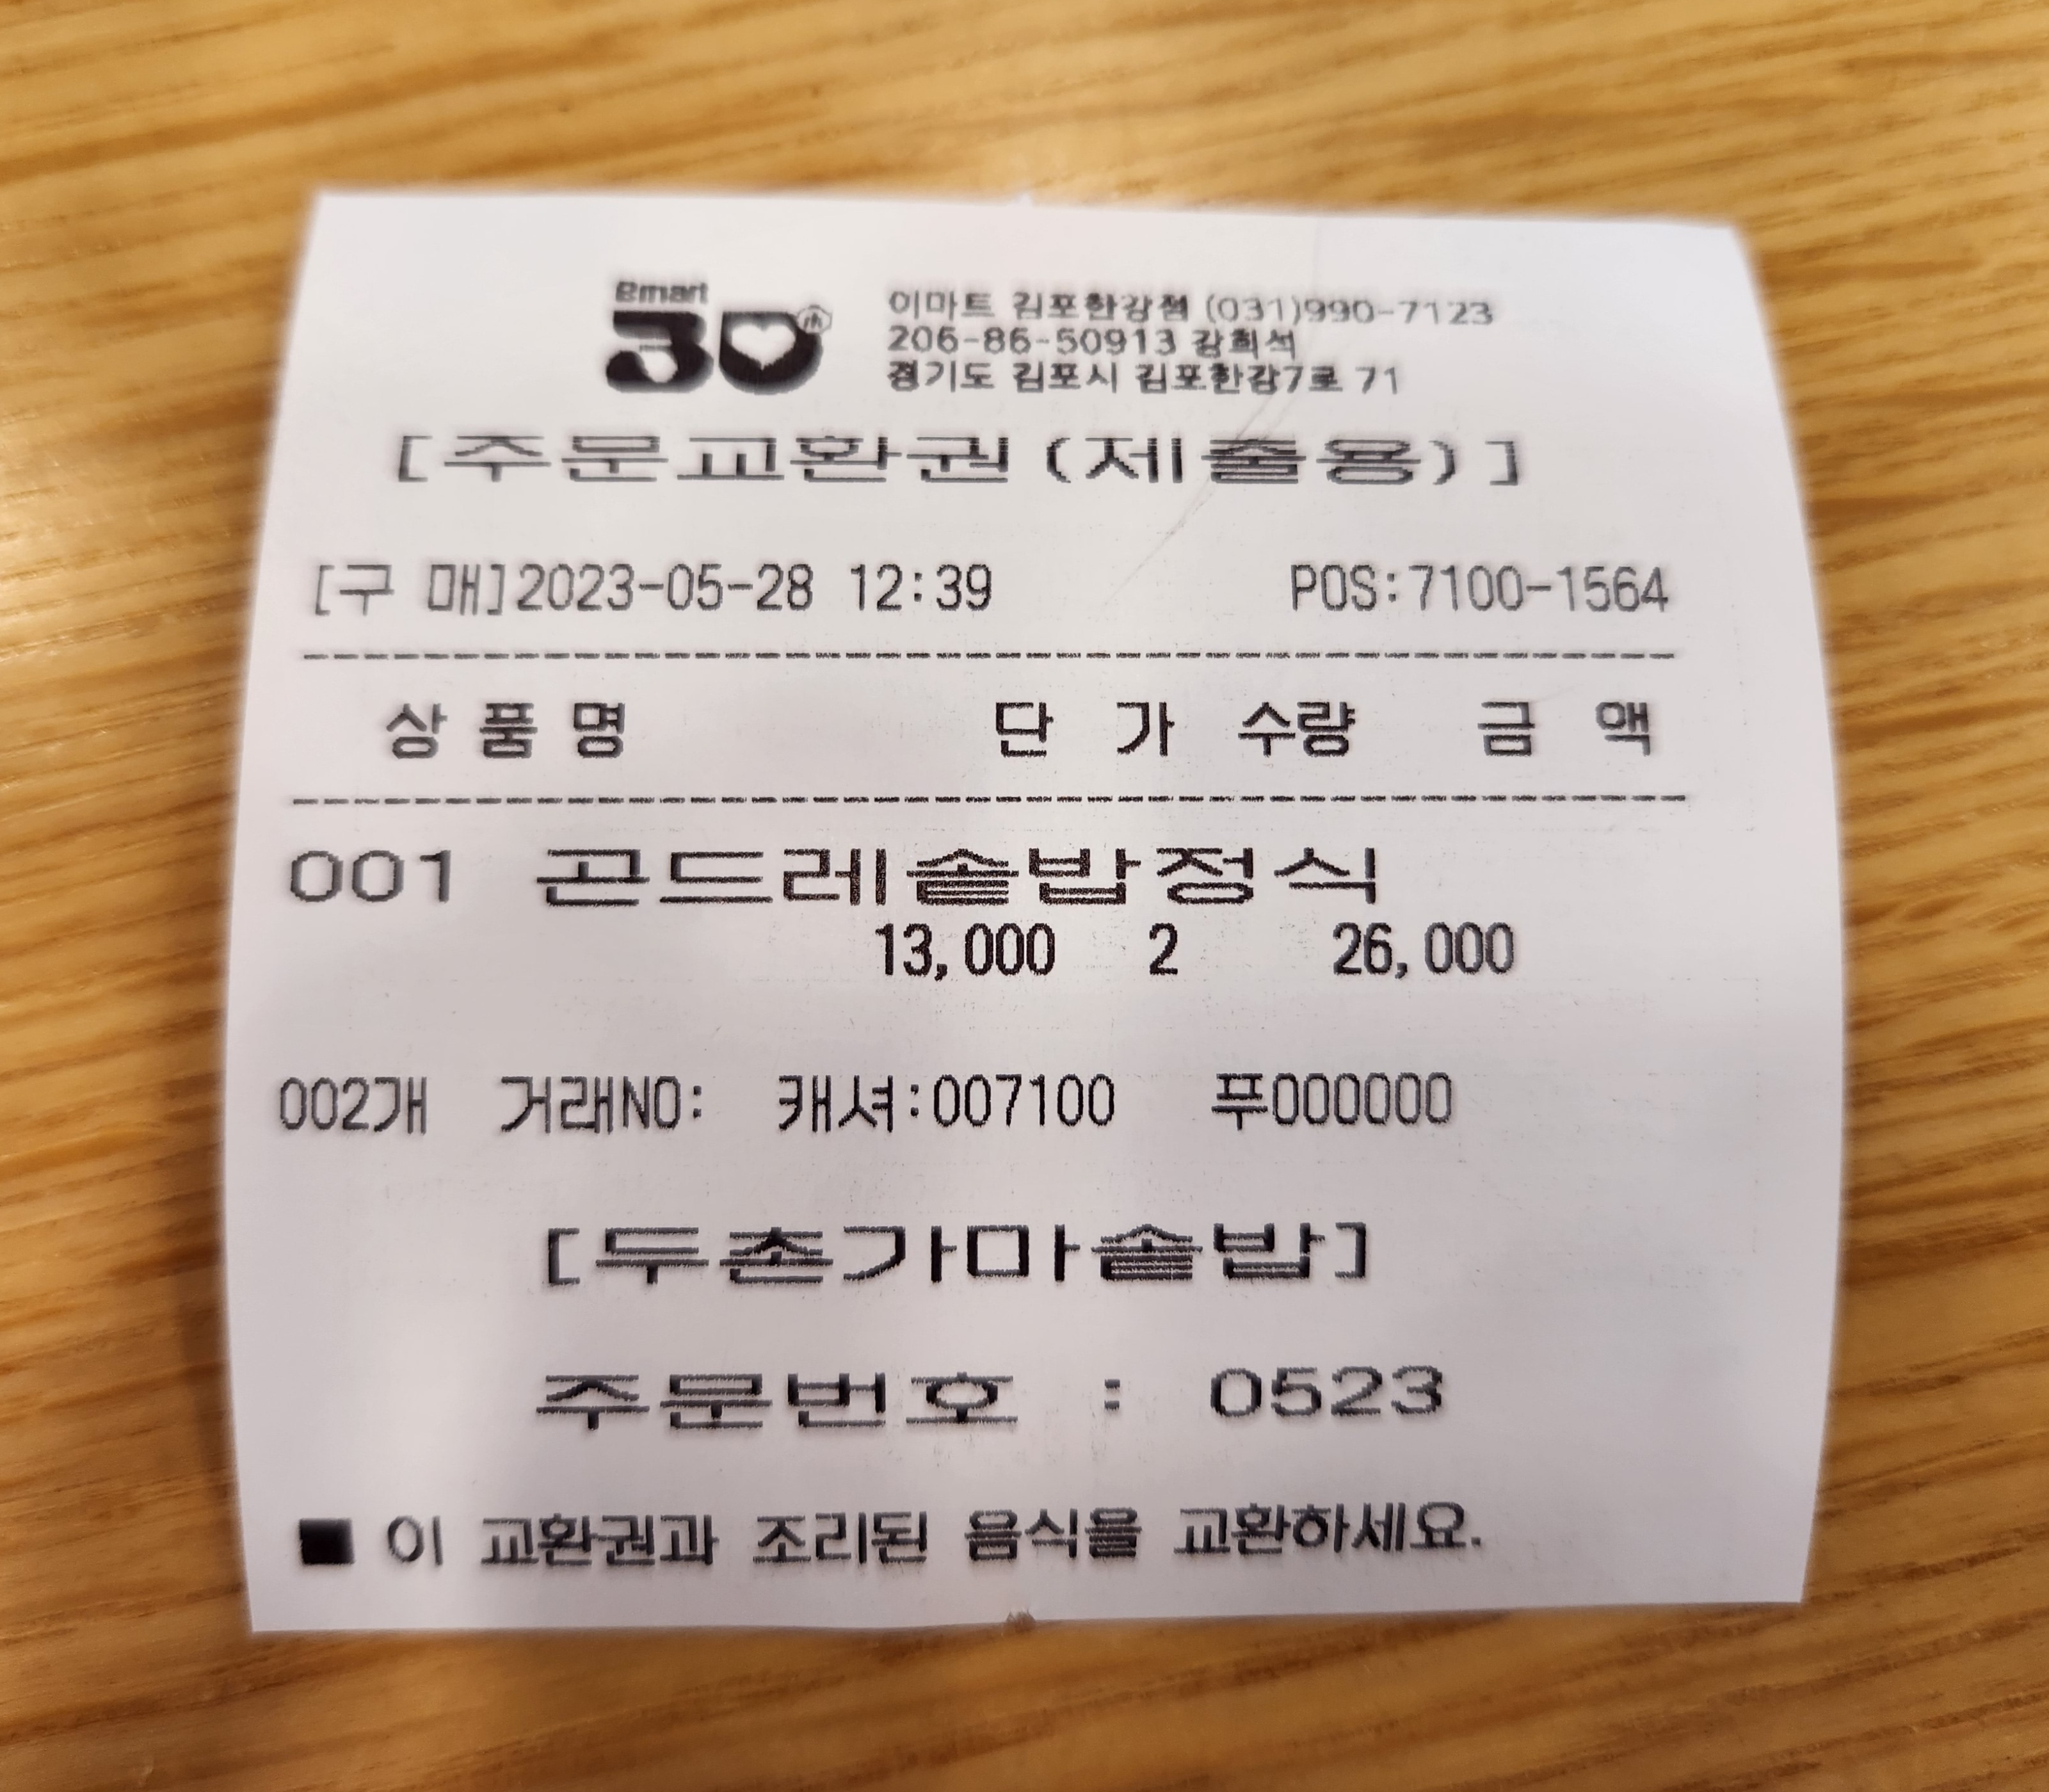 emart
30
이마트 김포한강점 (031)990-7123
206-86-50913 강희석
경기도 김포시 김포한강7로 71
[주문교환권(제출용)]
[구 매]2023-05-28 12:39 POS:7100-1564
상 품 명 단 가 수량 금 액
001 곤드레솥밥정식
13,000 2 26,000
002개 거래NO: 캐셔:007100 푸000000
[두촌가마솥밥]
주문번호 : 0523
■ 이 교환권과 조리된 음식을 교환하세요.